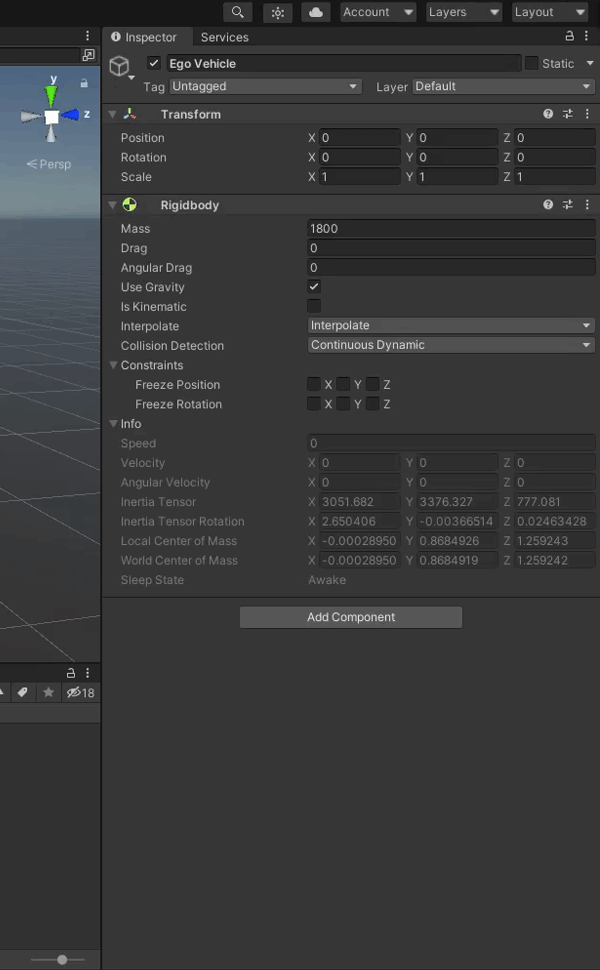 Account Layers Layout
Inspector Services
Ego Vehicle Static
Tag Untagged Layer Default
y
z
Persp
Transform
Position X 0 Y 0 Z 0
Rotation X 0 Y 0 Z 0
Scale X 1 Y 1 Z 1
Rigidbody
Mass 1800
Drag 0
Angular Drag 0
Use Gravity
Is Kinematic
Interpolate Interpolate
Collision Detection Continuous Dynamic
Constraints
Freeze Position X Y Z
Freeze Rotation X Y Z
Info
Speed 0
Velocity X 0 Y 0 Z 0
Angular Velocity X 0 Y 0 Z 0
Inertia Tensor X 3051.682 Y 3376.327 Z 777.081
Inertia Tensor Rotation X 2.650406 Y -0.00366514 Z 0.02463428
Local Center of Mass X -0.00028950 Y 0.8684926 Z 1.259243
World Center of Mass X -0.00028950 Y 0.8684919 Z 1.259242
Sleep State Awake
Add Component
18